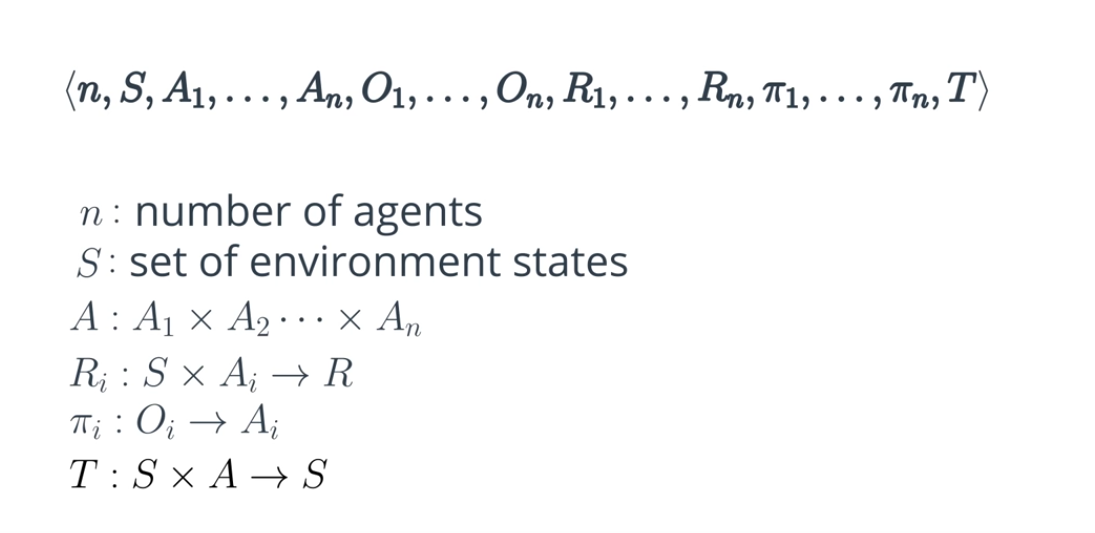 ⟨n, S, A₁, …, Aₙ, O₁, …, Oₙ, R₁, …, Rₙ, π₁, …, πₙ, T⟩
n : number of agents
S : set of environment states
A : A₁ × A₂ ⋯ × Aₙ
Rᵢ : S × Aᵢ → R
πᵢ : Oᵢ → Aᵢ
T : S × A → S